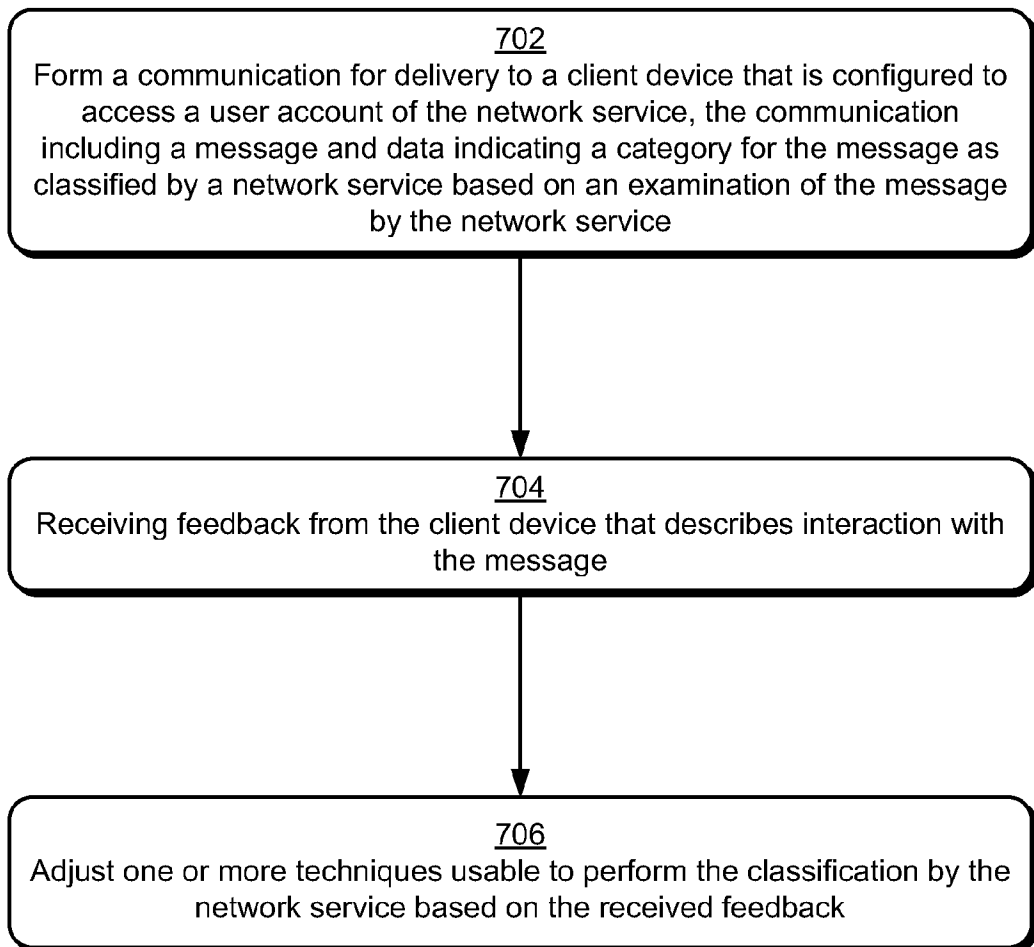 702
Form a communication for delivery to a client device that is configured to
access a user account of the network service, the communication
including a message and data indicating a category for the message as
classified by a network service based on an examination of the message
by the network service
704
Receiving feedback from the client device that describes interaction with
the message
706
Adjust one or more techniques usable to perform the classification by the
network service based on the received feedback